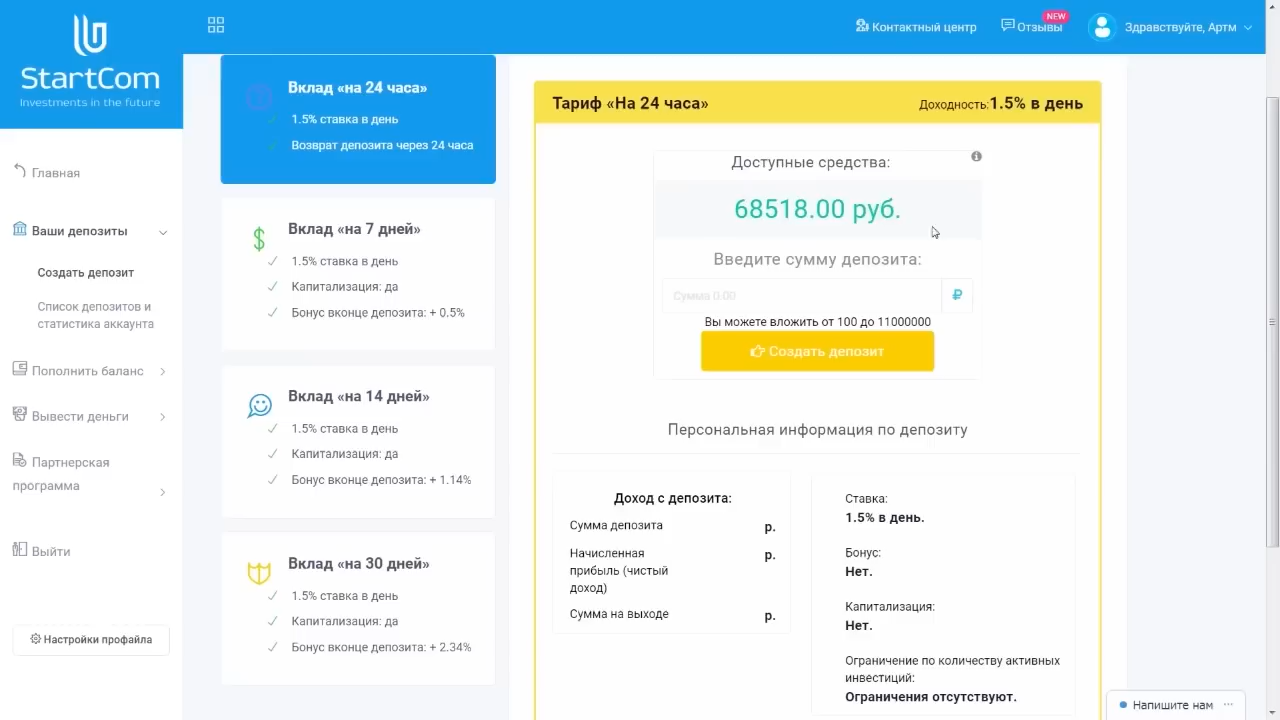 StartCom
Investments in the future
Контактный центр
Отзывы
NEW
Здравствуйте, Артм
Главная
Ваши депозиты
Создать депозит
Список депозитов и
статистика аккаунта
Пополнить баланс
Вывести деньги
Партнерская
программа
Выйти
Настройки профайла
Вклад «на 24 часа»
1.5% ставка в день
Возврат депозита через 24 часа
Вклад «на 7 дней»
1.5% ставка в день
Капитализация: да
Бонус вконце депозита: + 0.5%
Вклад «на 14 дней»
1.5% ставка в день
Капитализация: да
Бонус вконце депозита: + 1.14%
Вклад «на 30 дней»
1.5% ставка в день
Капитализация: да
Бонус вконце депозита: + 2.34%
Тариф «На 24 часа»
Доходность:1.5% в день
Доступные средства:
68518.00 руб.
Введите сумму депозита:
Сумма 0.00
₽
Вы можете вложить от 100 до 11000000
Создать депозит
Персональная информация по депозиту
Доход с депозита:
Сумма депозита р.
Начисленная р.
прибыль (чистый
доход)
Сумма на выходе р.
Ставка:
1.5% в день.
Бонус:
Нет.
Капитализация:
Нет.
Ограничение по количеству активных
инвестиций:
Ограничения отсутствуют.
Напишите нам